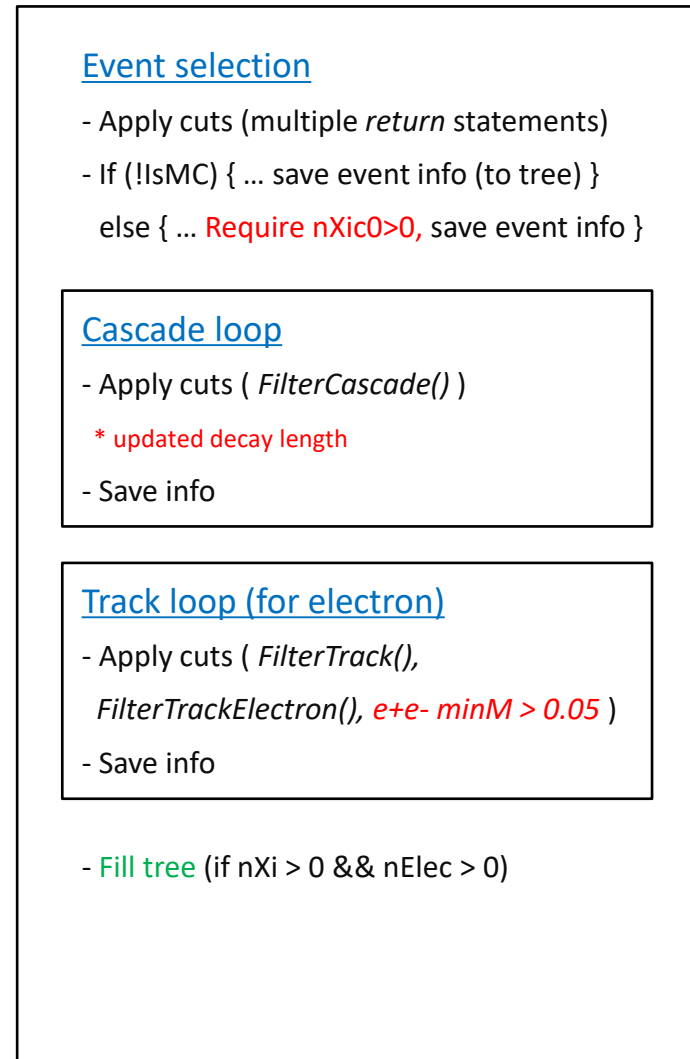 Event selection
- Apply cuts (multiple return statements)
- If (!IsMC) { … save event info (to tree) }
else { … Require nXic0>0, save event info }
Cascade loop
- Apply cuts ( FilterCascade() )
* updated decay length
- Save info
Track loop (for electron)
- Apply cuts ( FilterTrack(),
FilterTrackElectron(), e+e- minM > 0.05 )
- Save info
- Fill tree (if nXi > 0 && nElec > 0)